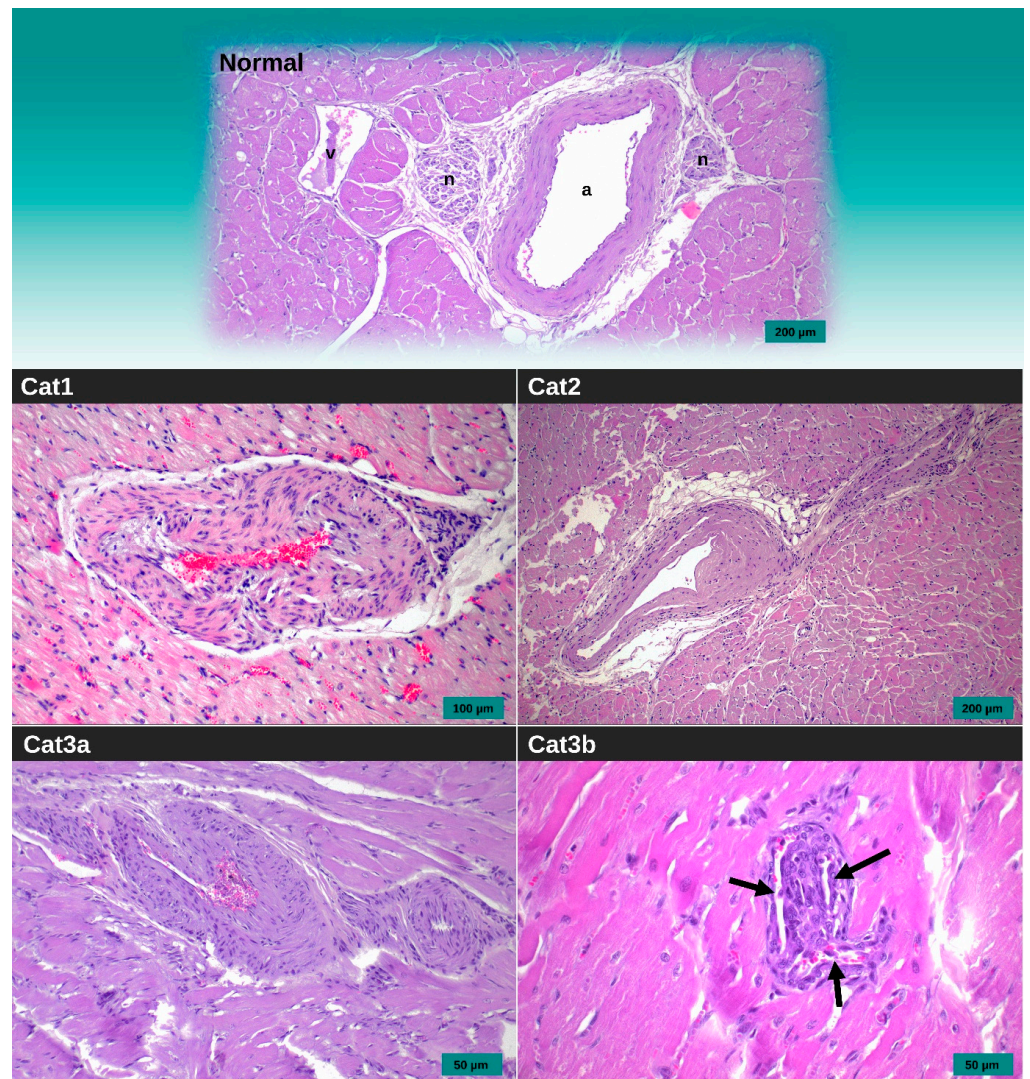 Normal
v
n
n
a
200 µm
Cat1
Cat2
100 µm
200 µm
Cat3a
Cat3b
50 µm
50 µm